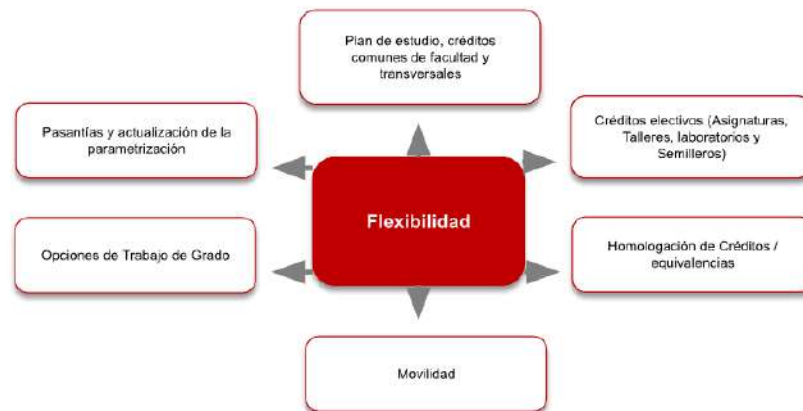 Plan de estudio, créditos
comunes de facultad y
transversales
Pasantías y actualización de la
parametrización
Créditos electivos (Asignaturas,
Talleres, laboratorios y
Semilleros)
Flexibilidad
Opciones de Trabajo de Grado
Homologación de Créditos /
equivalencias
Movilidad